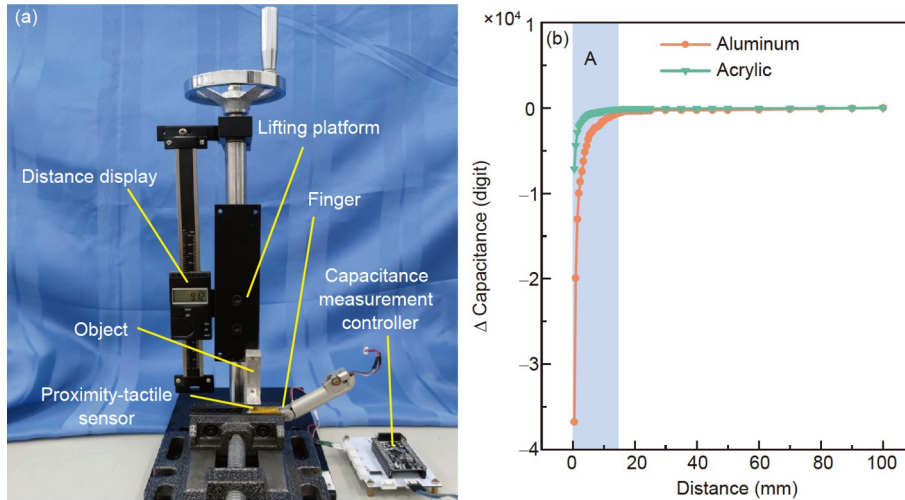 (a)
Lifting platform
Distance display
Finger
Capacitance
measurement
controller
Object
Proximity-tactile
sensor
×10⁴
(b)
A
Aluminum
Acrylic
1
0
−1
−2
−3
−4
Δ Capacitance (digit)
0
20
40
60
80
100
Distance (mm)